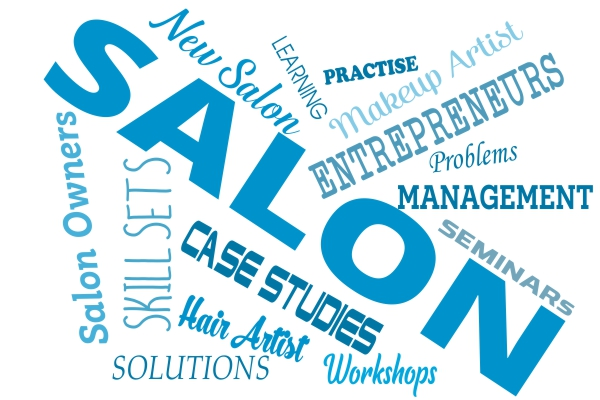 New Salon
LEARNING
PRACTISE
Makeup Artist
ENTREPRENEURS
Problems
MANAGEMENT
SALON
SEMINARS
Salon Owners
SKILL SETS
CASE STUDIES
Hair Artist
SOLUTIONS
Workshops